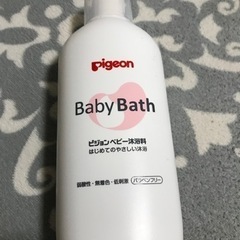 Pigeon
Baby Bath
ピジョン ベビー沐浴料
はじめてのやさしい沐浴
弱酸性・無着色・低刺激 パラベンフリー